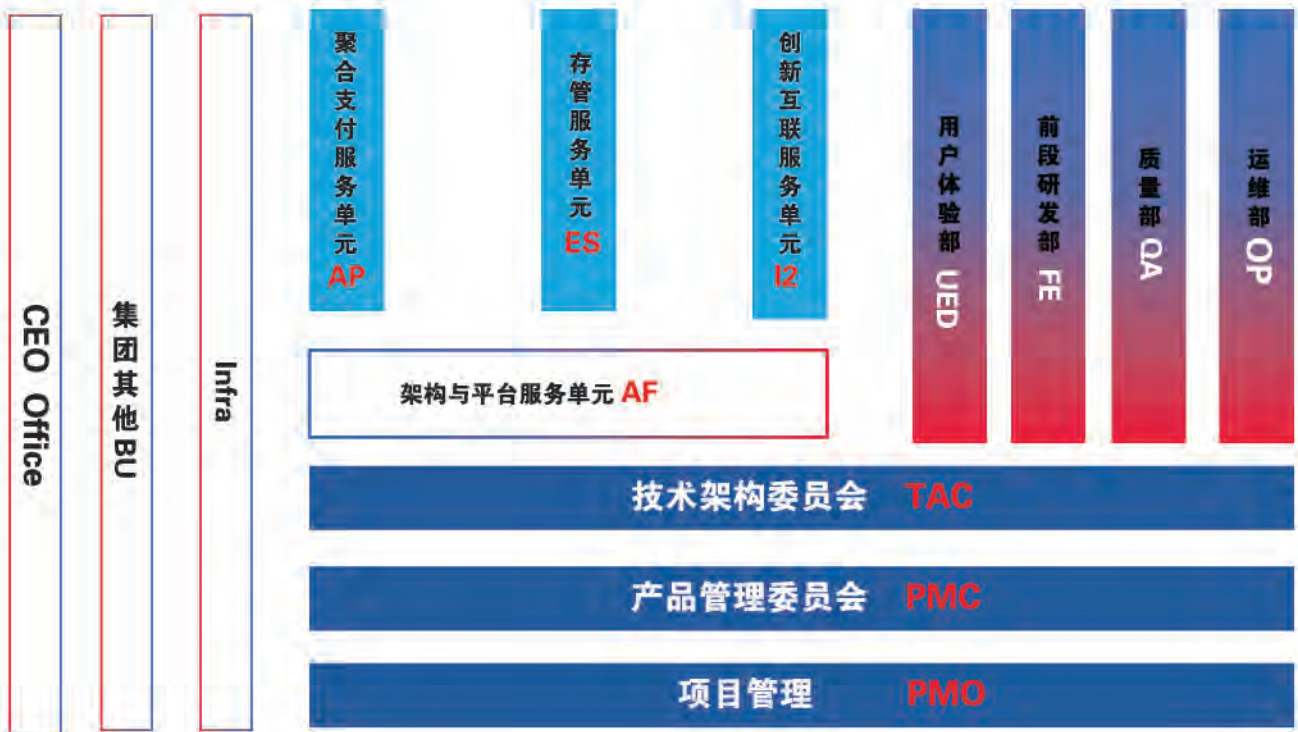 CEO Office
集团其他BU
Infra
聚合支付服务单元 AP
存管服务单元 ES
创新互联服务单元 I2
用户体验部 UED
前段研发部 FE
质量部 QA
运维部 OP
架构与平台服务单元 AF
技术架构委员会 TAC
产品管理委员会 PMC
项目管理 PMO